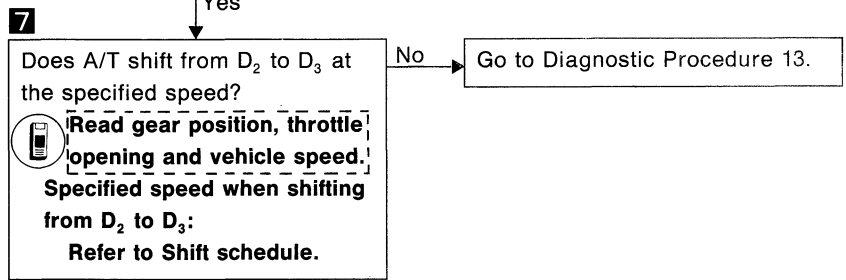 Yes
7
Does A/T shift from D₂ to D₃ at
the specified speed?
Read gear position, throttle
opening and vehicle speed.
Specified speed when shifting
from D₂ to D₃:
Refer to Shift schedule.
No
Go to Diagnostic Procedure 13.